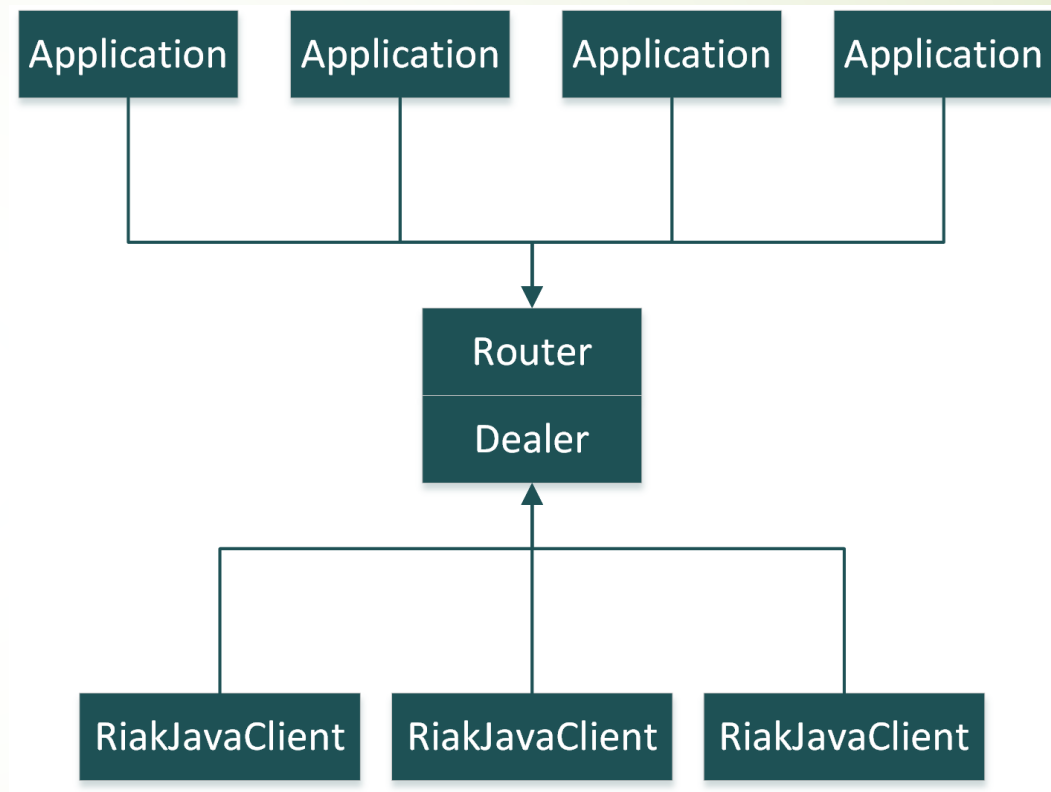 Application
Application
Application
Application
Router
Dealer
RiakJavaClient
RiakJavaClient
RiakJavaClient